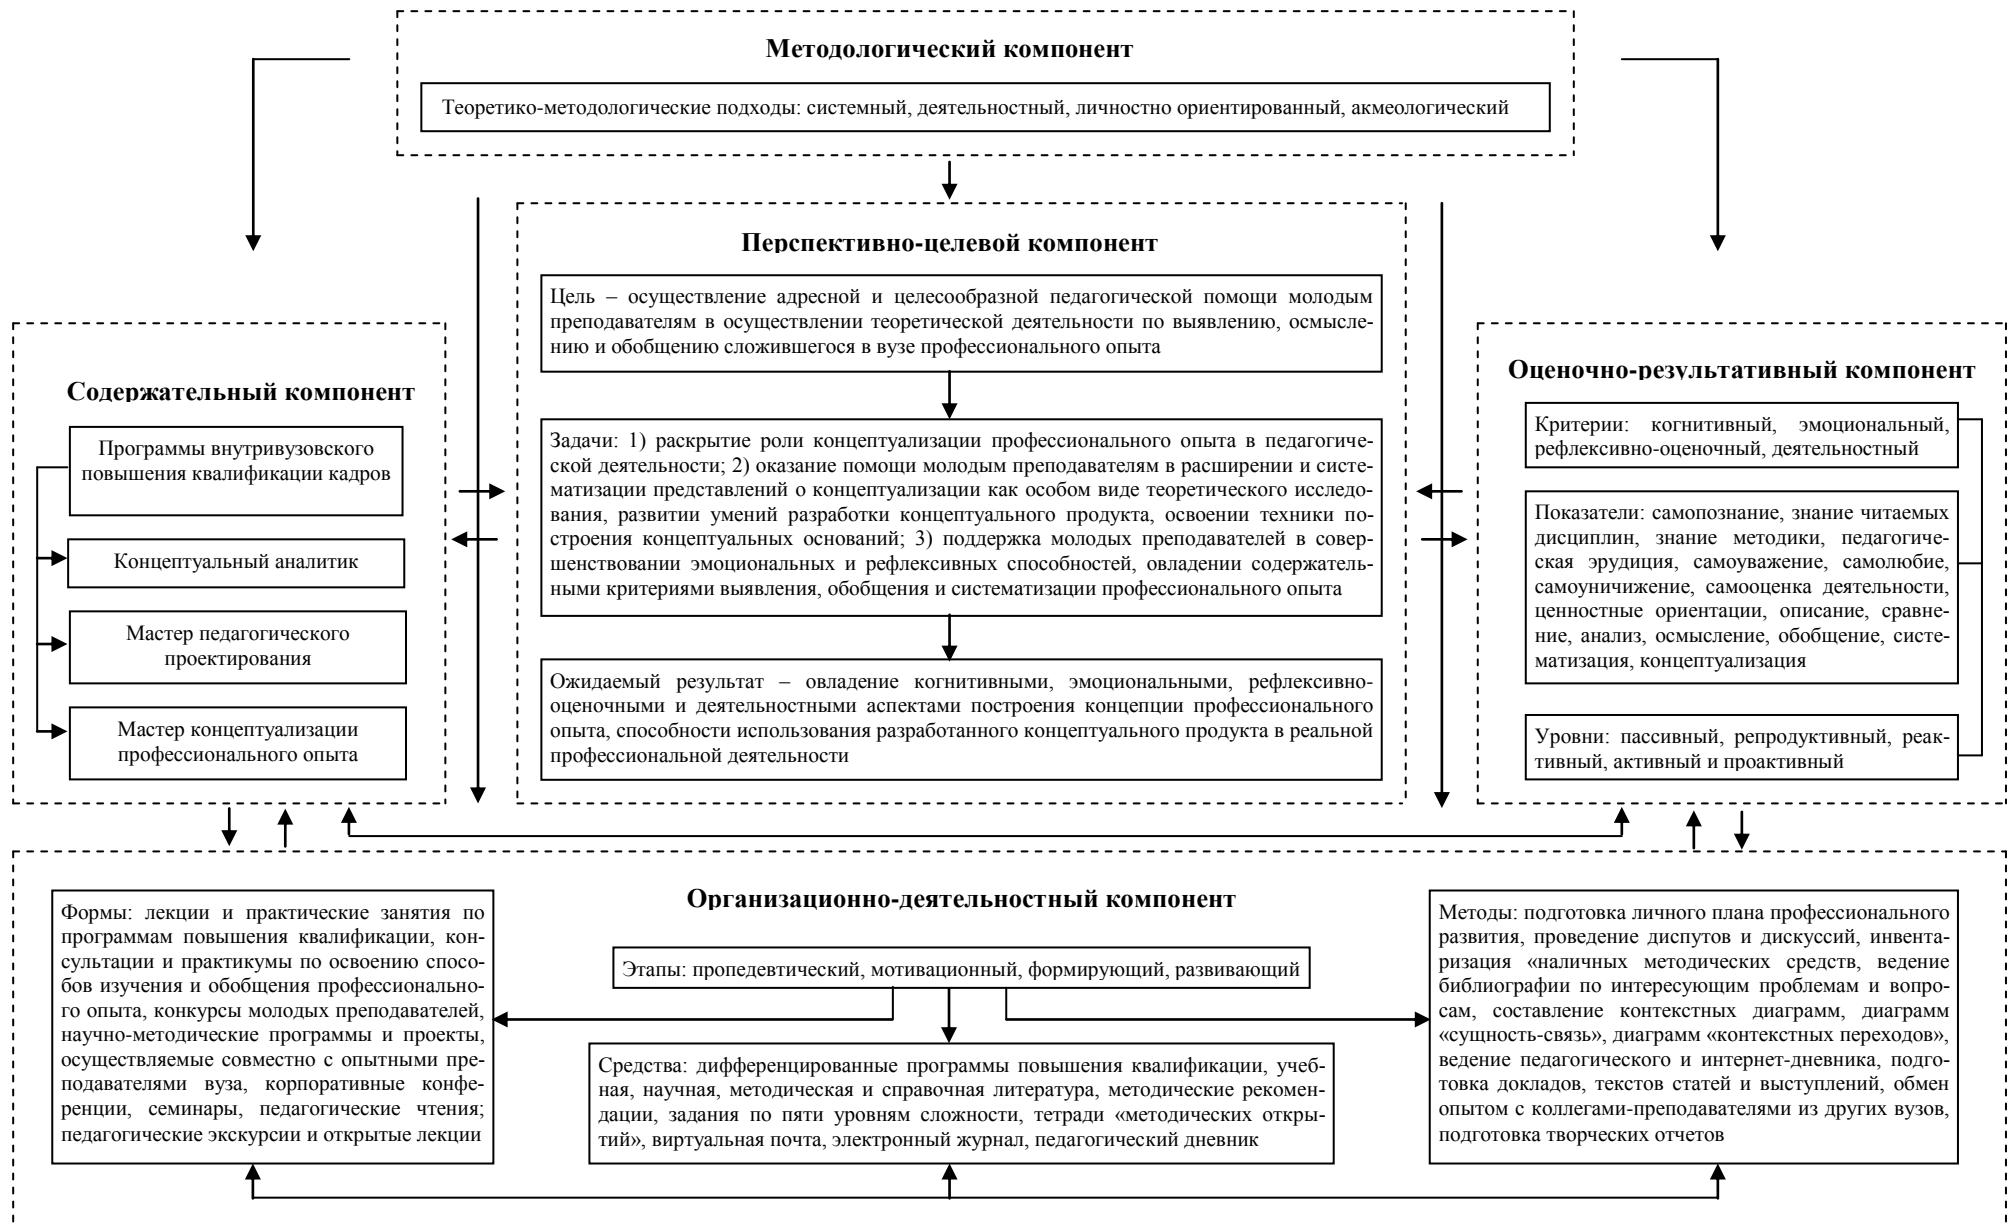 Методологический компонент
Теоретико-методологические подходы: системный, деятельностный, личностно ориентированный, акмеологический
Перспективно-целевой компонент
Цель – осуществление адресной и целесообразной педагогической помощи молодым
преподавателям в осуществлении теоретической деятельности по выявлению, осмысле-
нию и обобщению сложившегося в вузе профессионального опыта
Задачи: 1) раскрытие роли концептуализации профессионального опыта в педагогиче-
ской деятельности; 2) оказание помощи молодым преподавателям в расширении и систе-
матизации представлений о концептуализации как особом виде теоретического исследо-
вания, развитии умений разработки концептуального продукта, освоении техники по-
строения концептуальных оснований; 3) поддержка молодых преподавателей в совер-
шенствовании эмоциональных и рефлексивных способностей, овладении содержатель-
ными критериями выявления, обобщения и систематизации профессионального опыта
Ожидаемый результат – овладение когнитивными, эмоциональными, рефлексивно-
оценочными и деятельностными аспектами построения концепции профессионального
опыта, способности использования разработанного концептуального продукта в реальной
профессиональной деятельности
Содержательный компонент
Программы внутривузовского
повышения квалификации кадров
Концептуальный аналитик
Мастер педагогического
проектирования
Мастер концептуализации
профессионального опыта
Оценочно-результативный компонент
Критерии: когнитивный, эмоциональный,
рефлексивно-оценочный, деятельностный
Показатели: самопознание, знание читаемых
дисциплин, знание методики, педагогиче-
ская эрудиция, самоуважение, самолюбие,
самоуничижение, самооценка деятельности,
ценностные ориентации, описание, сравне-
ние, анализ, осмысление, обобщение, систе-
матизация, концептуализация
Уровни: пассивный, репродуктивный, реак-
тивный, активный и проактивный
Организационно-деятельностный компонент
Формы: лекции и практические занятия по
программам повышения квалификации, кон-
сультации и практикумы по освоению спосо-
бов изучения и обобщения профессионально-
го опыта, конкурсы молодых преподавателей,
научно-методические программы и проекты,
осуществляемые совместно с опытными пре-
подавателями вуза, корпоративные конфе-
ренции, семинары, педагогические чтения;
педагогические экскурсии и открытые лекции
Этапы: пропедевтический, мотивационный, формирующий, развивающий
Средства: дифференцированные программы повышения квалификации, учеб-
ная, научная, методическая и справочная литература, методические рекомен-
дации, задания по пяти уровням сложности, тетради «методических откры-
тий», виртуальная почта, электронный журнал, педагогический дневник
Методы: подготовка личного плана профессионального
развития, проведение диспутов и дискуссий, инвента-
ризация «наличных методических средств, ведение
библиографии по интересующим проблемам и вопро-
сам, составление контекстных диаграмм, диаграмм
«сущность-связь», диаграмм «контекстных переходов»,
ведение педагогического и интернет-дневника, подго-
товка докладов, текстов статей и выступлений, обмен
опытом с коллегами-преподавателями из других вузов,
подготовка творческих отчетов